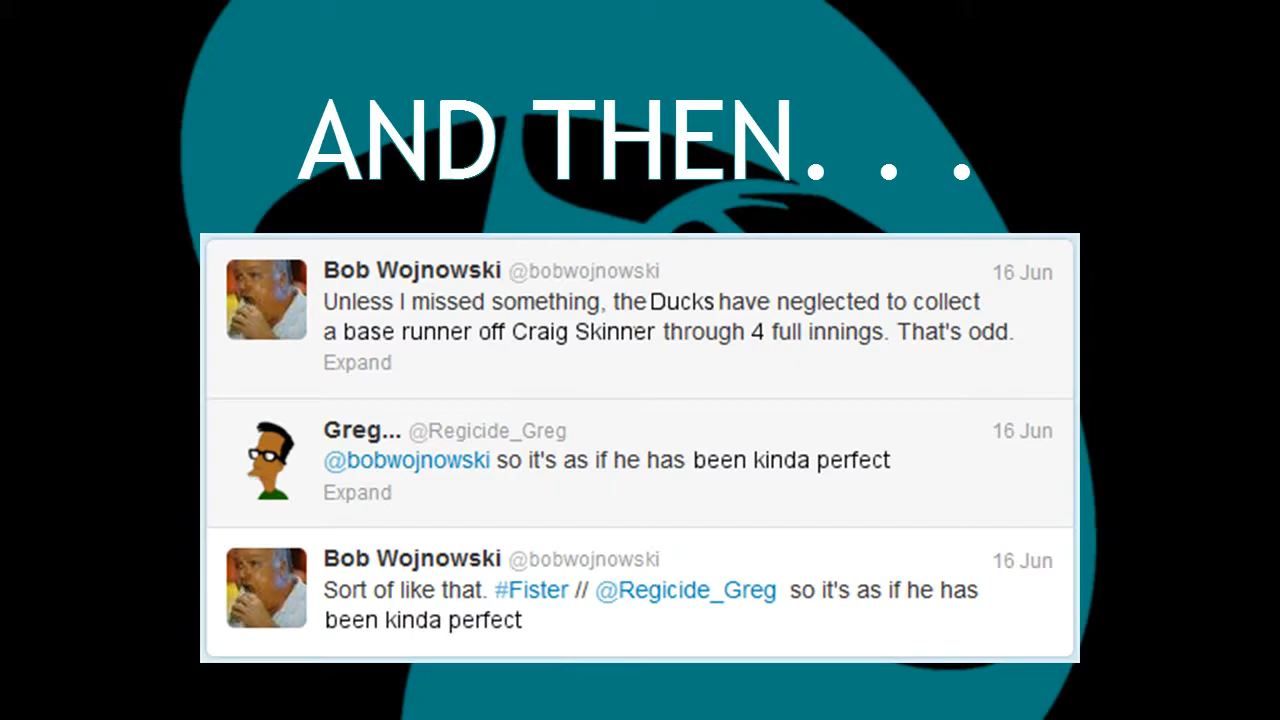 AND THEN. . .
Bob Wojnowski @bobwojnowski 16 Jun
Unless I missed something, the Ducks have neglected to collect
a base runner off Craig Skinner through 4 full innings. That's odd.
Expand
Greg... @Regicide_Greg 16 Jun
@bobwojnowski so it's as if he has been kinda perfect
Expand
Bob Wojnowski @bobwojnowski 16 Jun
Sort of like that. #Fister // @Regicide_Greg so it's as if he has
been kinda perfect